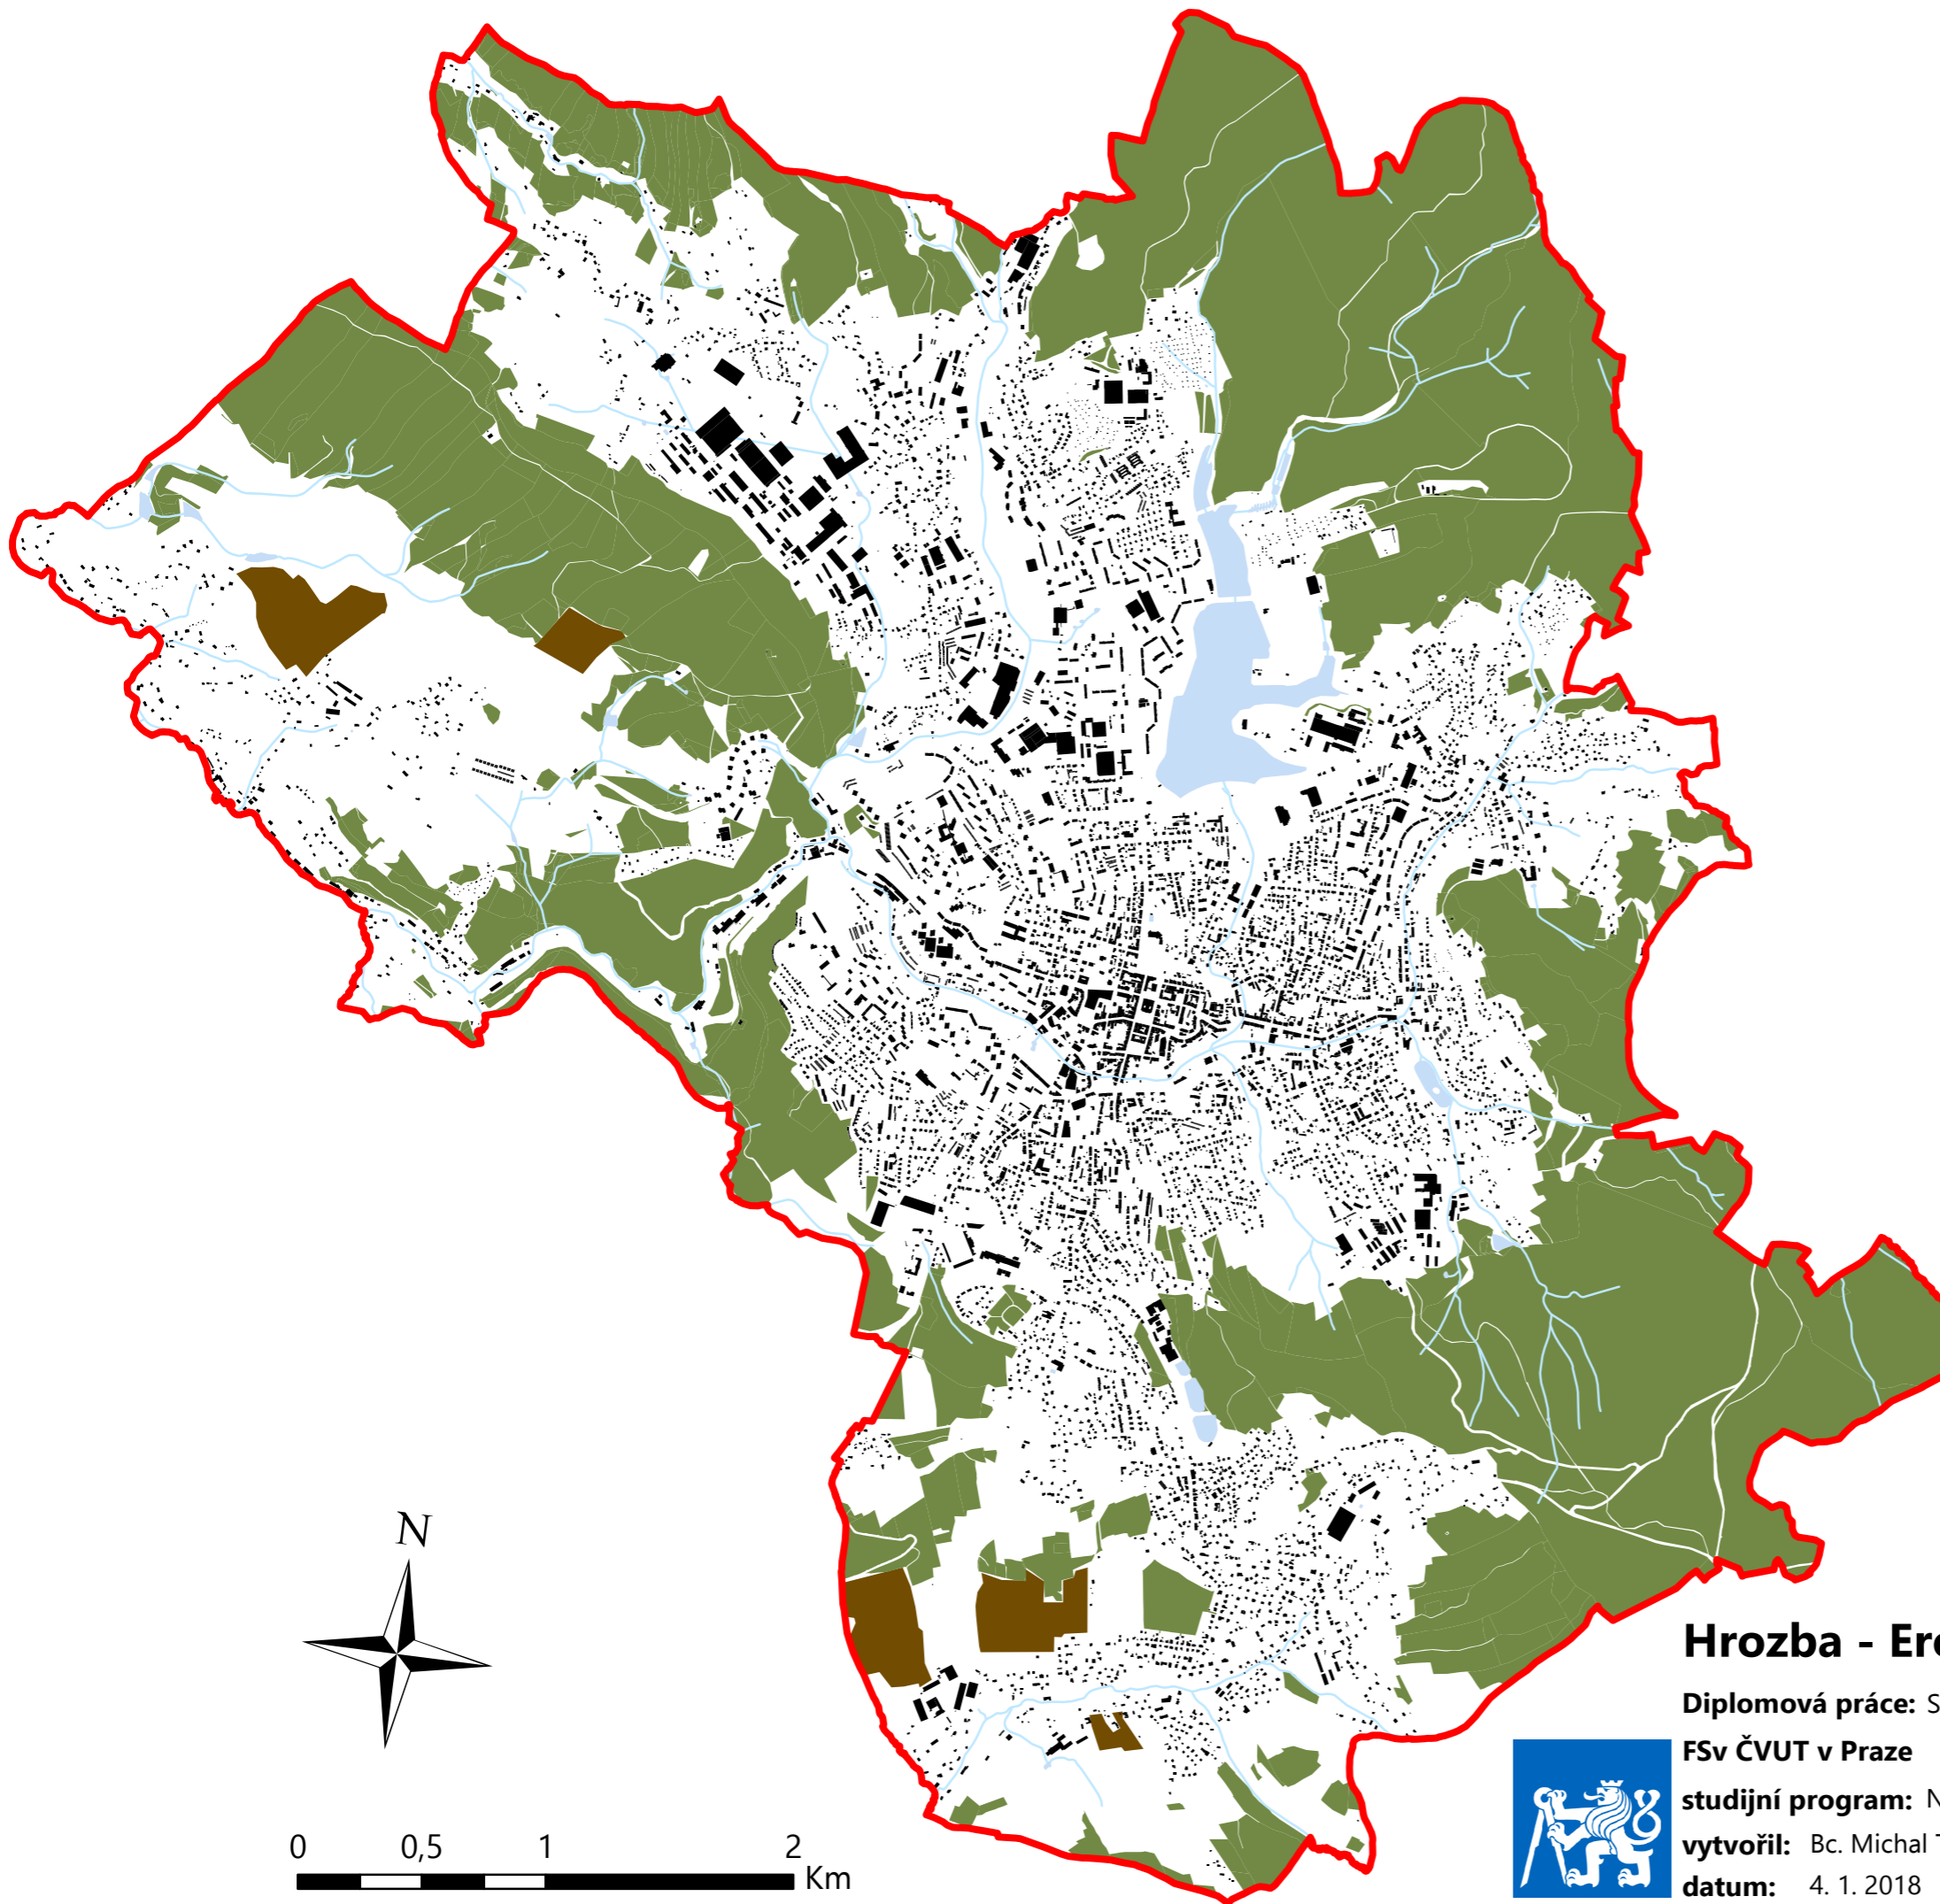 N
0 0,5 1 2
Km
Hrozba -
Diplomová práce:
FSv ČVUT v Praze
studijní program:
vytvořil: Bc. Michal
datum: 4. 1. 2018